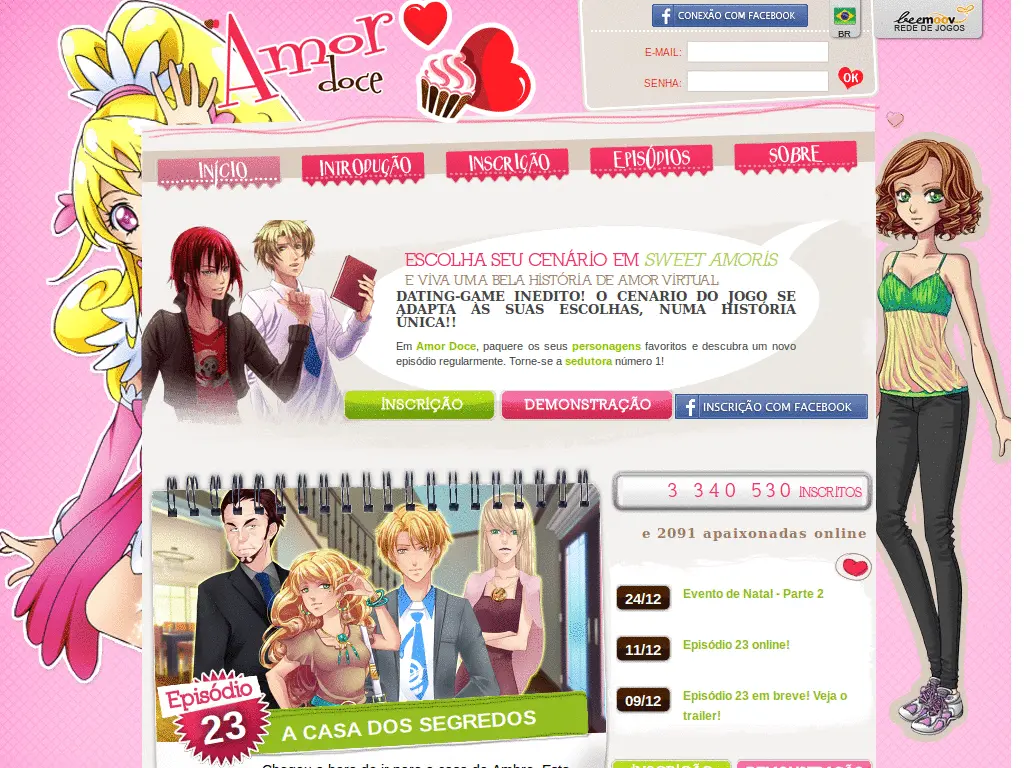 Amor
doce
CONEXÃO COM FACEBOOK
BR
beemoov
REDE DE JOGOS
E-MAIL:
SENHA:
OK
INÍCIO
INTRODUÇÃO
INSCRIÇÃO
EPISÓDIOS
SOBRE
ESCOLHA SEU CENÁRIO EM SWEET AMORIS
E VIVA UMA BELA HISTÓRIA DE AMOR VIRTUAL
DATING-GAME INEDITO! O CENARIO DO JOGO SE
ADAPTA ÀS SUAS ESCOLHAS, NUMA HISTÓRIA
ÚNICA!!
Em Amor Doce, paquere os seus personagens favoritos e descubra um novo
episódio regularmente. Torne-se a sedutora número 1!
INSCRIÇÃO
DEMONSTRAÇÃO
INSCRIÇÃO COM FACEBOOK
3 340 530 INSCRITOS
e 2091 apaixonadas online
24/12 Evento de Natal - Parte 2
11/12 Episódio 23 online!
09/12 Episódio 23 em breve! Veja o
trailer!
Episódio
23
A CASA DOS SEGREDOS
Chegou a hora de ir para a casa da Ambre. Esta
INSCRIÇÃO
DEMONSTRAÇÃO